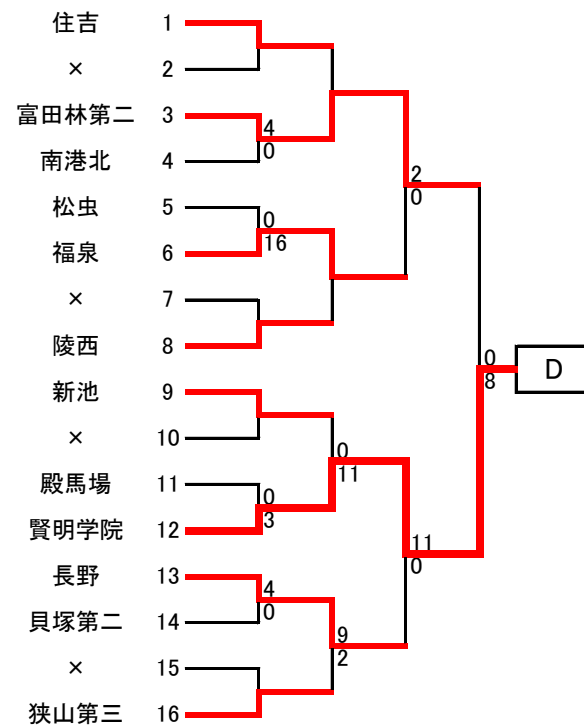 住吉 1
× 2
富田林第二 3
4
0
南港北 4
松虫 5
0
16
福泉 6
× 7
陵西 8
2
0
新池 9
× 10
殿馬場 11
0
3
賢明学院 12
0
11
長野 13
4
0
貝塚第二 14
× 15
狭山第三 16
9
2
11
0
0
8
D